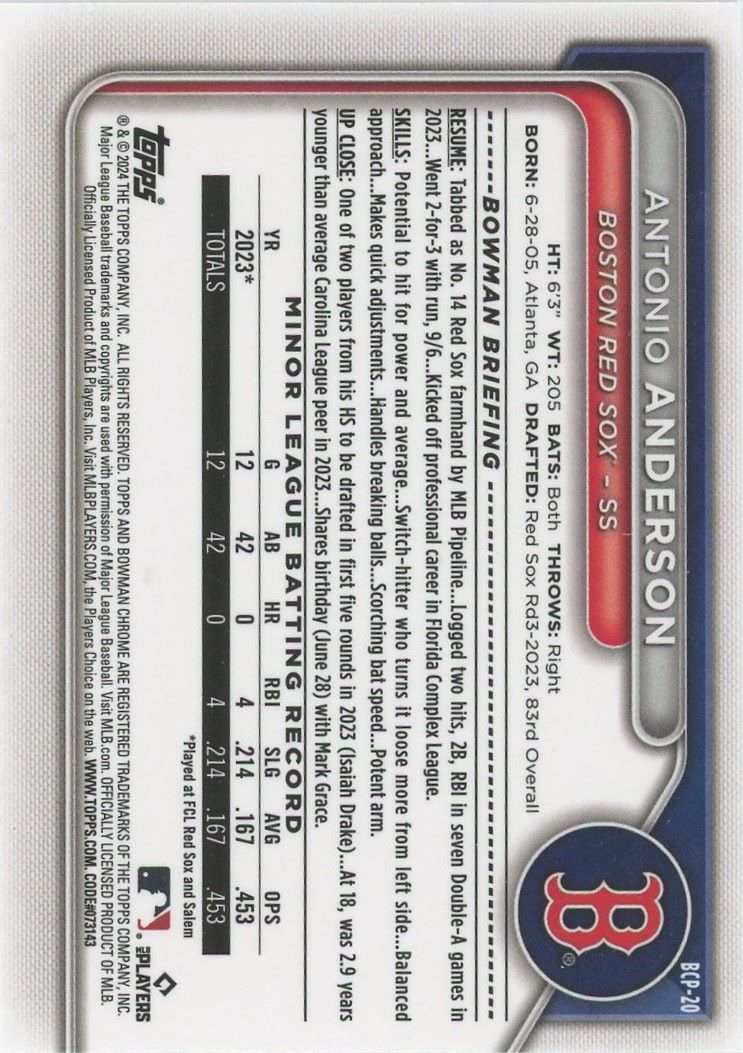 BCP-20
ANTONIO ANDERSON
BOSTON RED SOX® - SS
B®
HT: 6'3" WT: 205 BATS: Both THROWS: Right
BORN: 6-28-05, Atlanta, GA DRAFTED: Red Sox Rd3-2023, 83rd Overall
BOWMAN BRIEFING
RESUME: Tabbed as No. 14 Red Sox farmhand by MLB Pipeline...Logged two hits, 2B, RBI in seven Double-A games in
2023...Went 2-for-3 with run, 9/6...Kicked off professional career in Florida Complex League.
SKILLS: Potential to hit for power and average...Switch-hitter who turns it loose more from left side...Balanced
approach...Makes quick adjustments...Handles breaking balls...Scorching bat speed...Potent arm.
UP CLOSE: One of two players from his HS to be drafted in first five rounds in 2023 (Isaiah Drake)...At 18, was 2.9 years
younger than average Carolina League peer in 2023...Shares birthday (June 28) with Mark Grace.
MINOR LEAGUE BATTING RECORD
YR G AB HR RBI SLG AVG OPS
2023* 12 42 0 4 .214 .167 .453
TOTALS 12 42 0 4 .214 .167 .453
*Played at FCL Red Sox and Salem
topps®
® & © 2024 THE TOPPS COMPANY, INC. ALL RIGHTS RESERVED. TOPPS AND BOWMAN CHROME ARE REGISTERED TRADEMARKS OF THE TOPPS COMPANY, INC.
Major League Baseball trademarks and copyrights are used with permission of Major League Baseball. Visit MLB.com. OFFICIALLY LICENSED PRODUCT OF MLB.
Officially Licensed Product of MLB Players, Inc. Visit MLBPLAYERS.COM, the Players Choice on the web. WWW.TOPPS.COM. CODE#073143
MLB PLAYERS